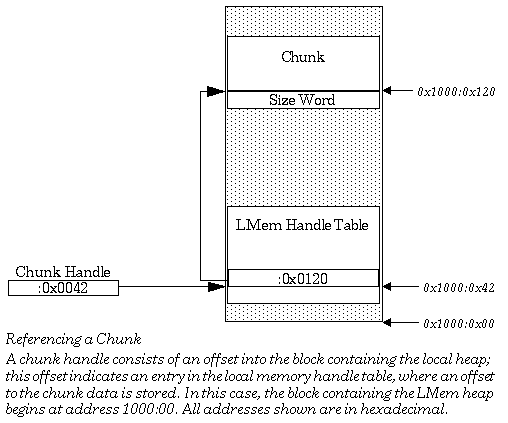 Chunk
0x1000:0x120
Size Word
LMem Handle Table
Chunk Handle
:0x0120
:0x0042
0x1000:0x42
0x1000:0x00
Referencing a Chunk
A chunk handle consists of an offset into the block containing the local heap;
this offset indicates an entry in the local memory handle table, where an offset
to the chunk data is stored. In this case, the block containing the LMem heap
begins at address 1000:00. All addresses shown are in hexadecimal.